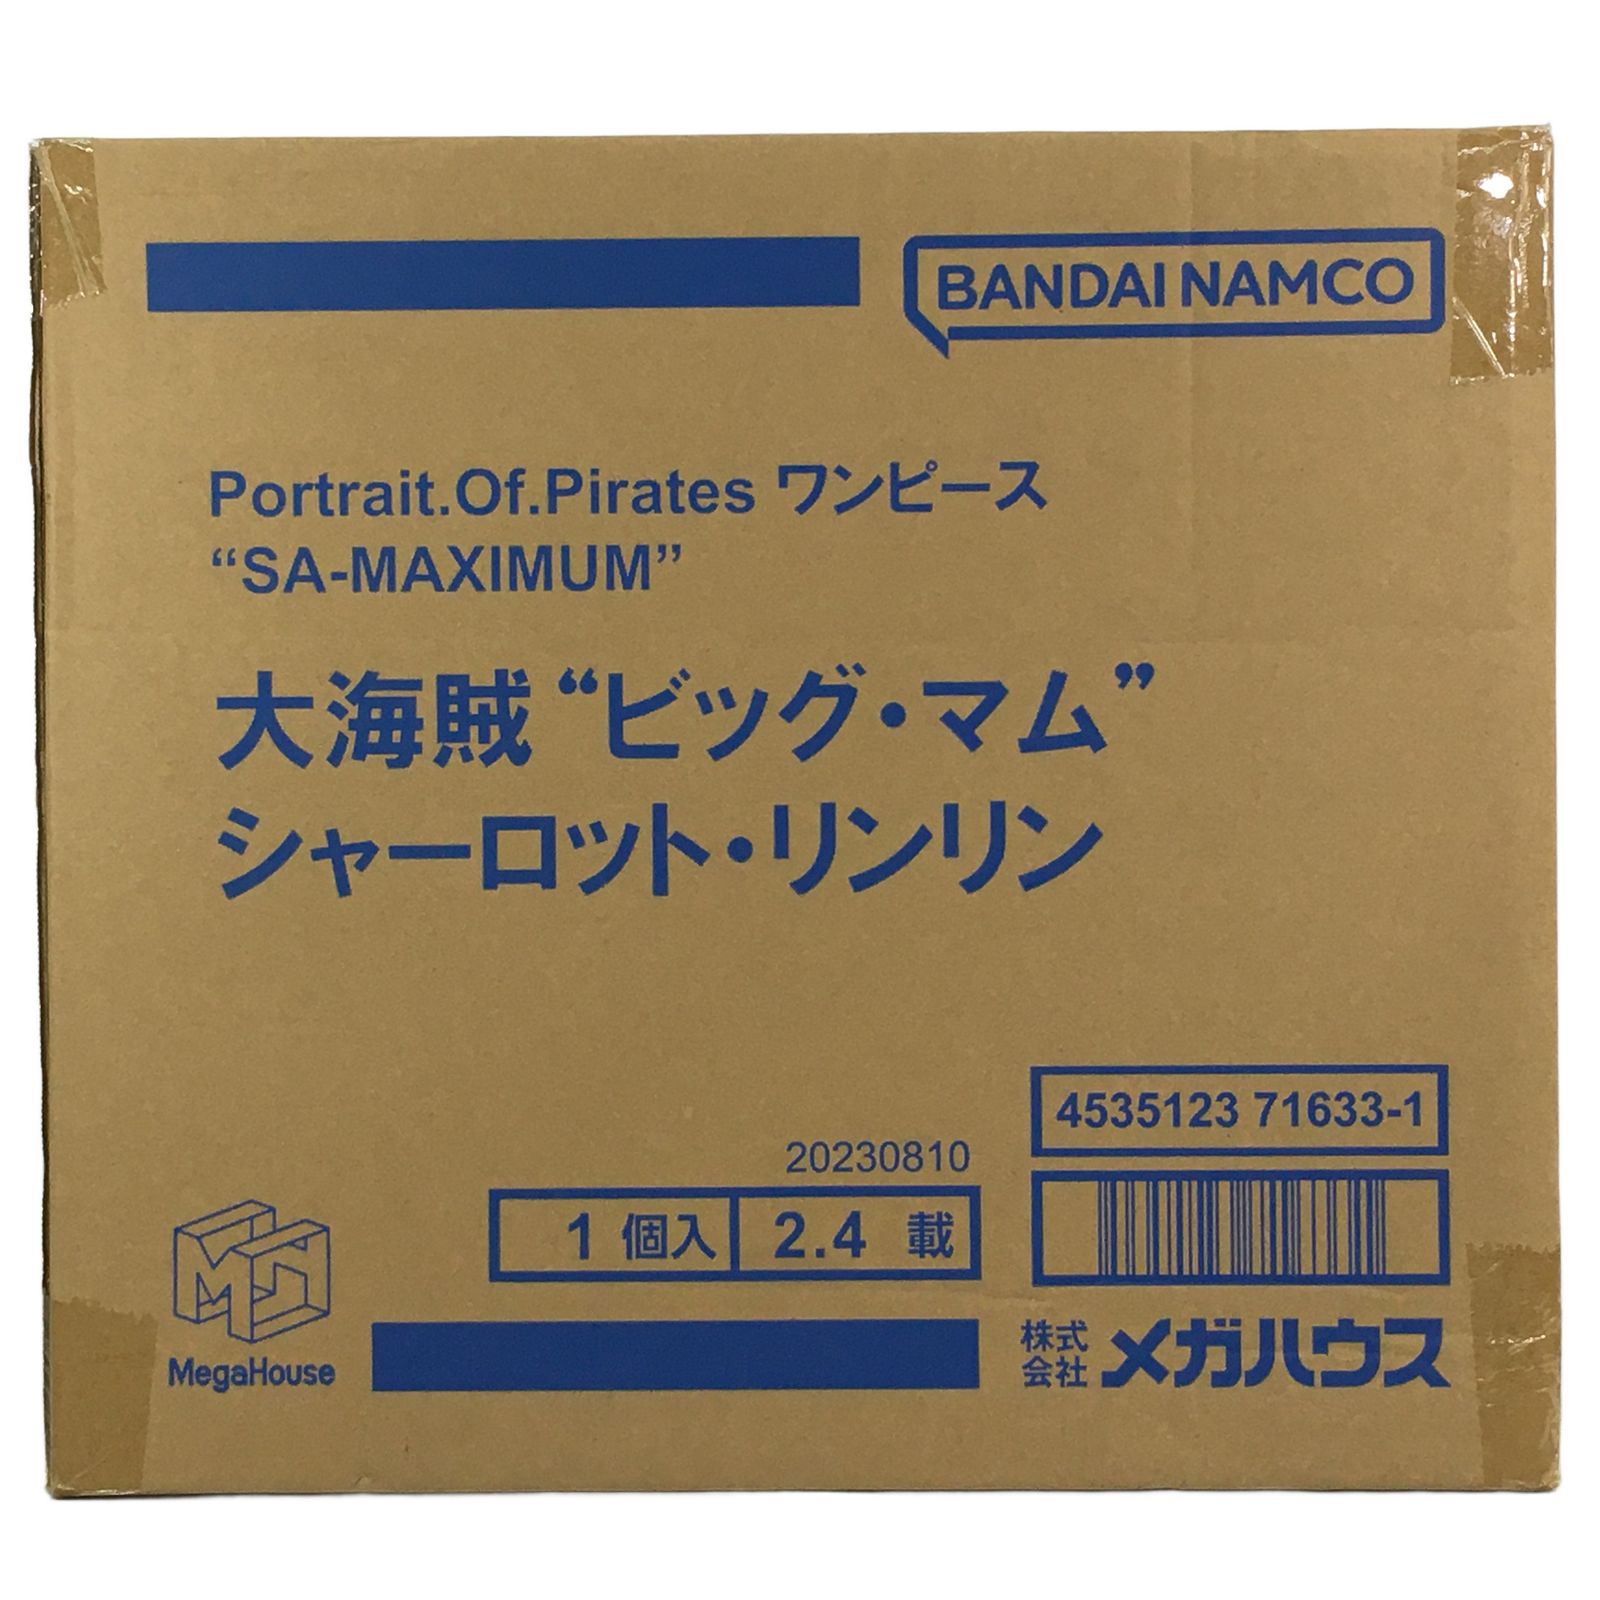 BANDAI NAMCO
Portrait.Of.Pirates ワンピース
“SA-MAXIMUM”
大海賊“ビッグ・マム”
シャーロット・リンリン
4535123 71633-1
20230810
1 個入 2.4 載
MegaHouse
株式会社 メガハウス